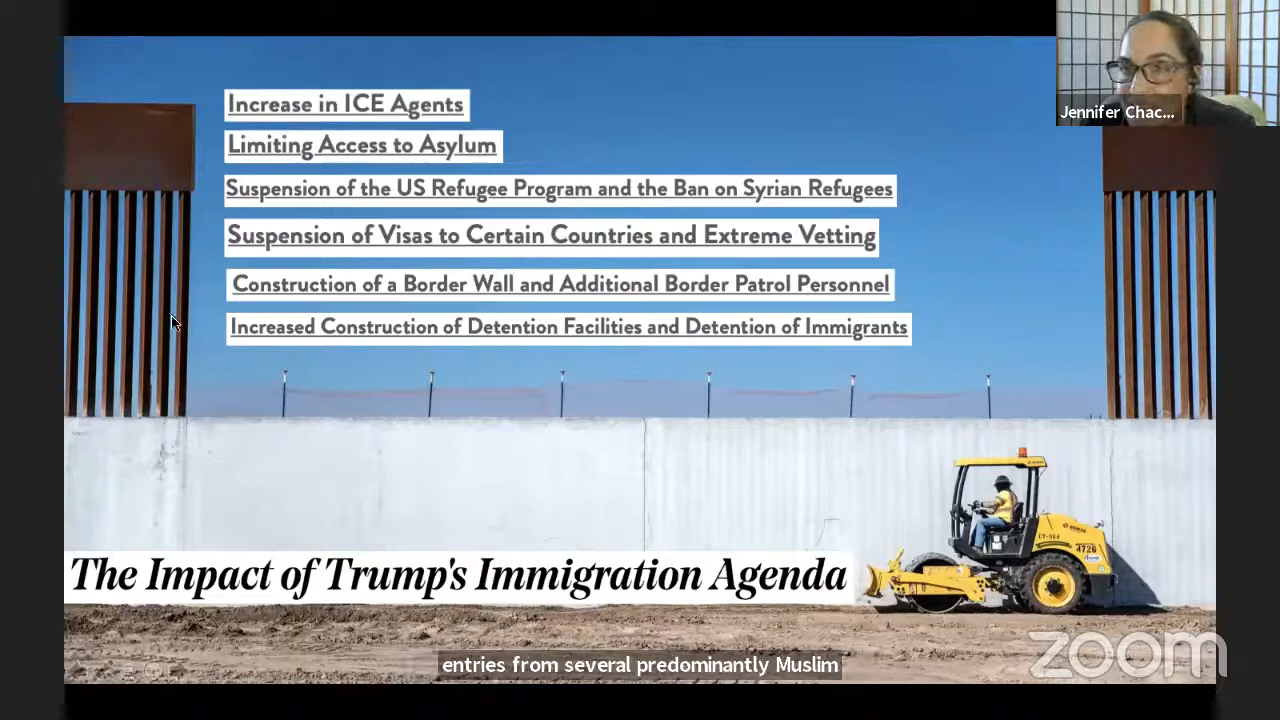 Increase in ICE Agents
Limiting Access to Asylum
Suspension of the US Refugee Program and the Ban on Syrian Refugees
Suspension of Visas to Certain Countries and Extreme Vetting
Construction of a Border Wall and Additional Border Patrol Personnel
Increased Construction of Detention Facilities and Detention of Immigrants
Jennifer Chac...
The Impact of Trump's Immigration Agenda
4726
entries from several predominantly Muslim
zoom